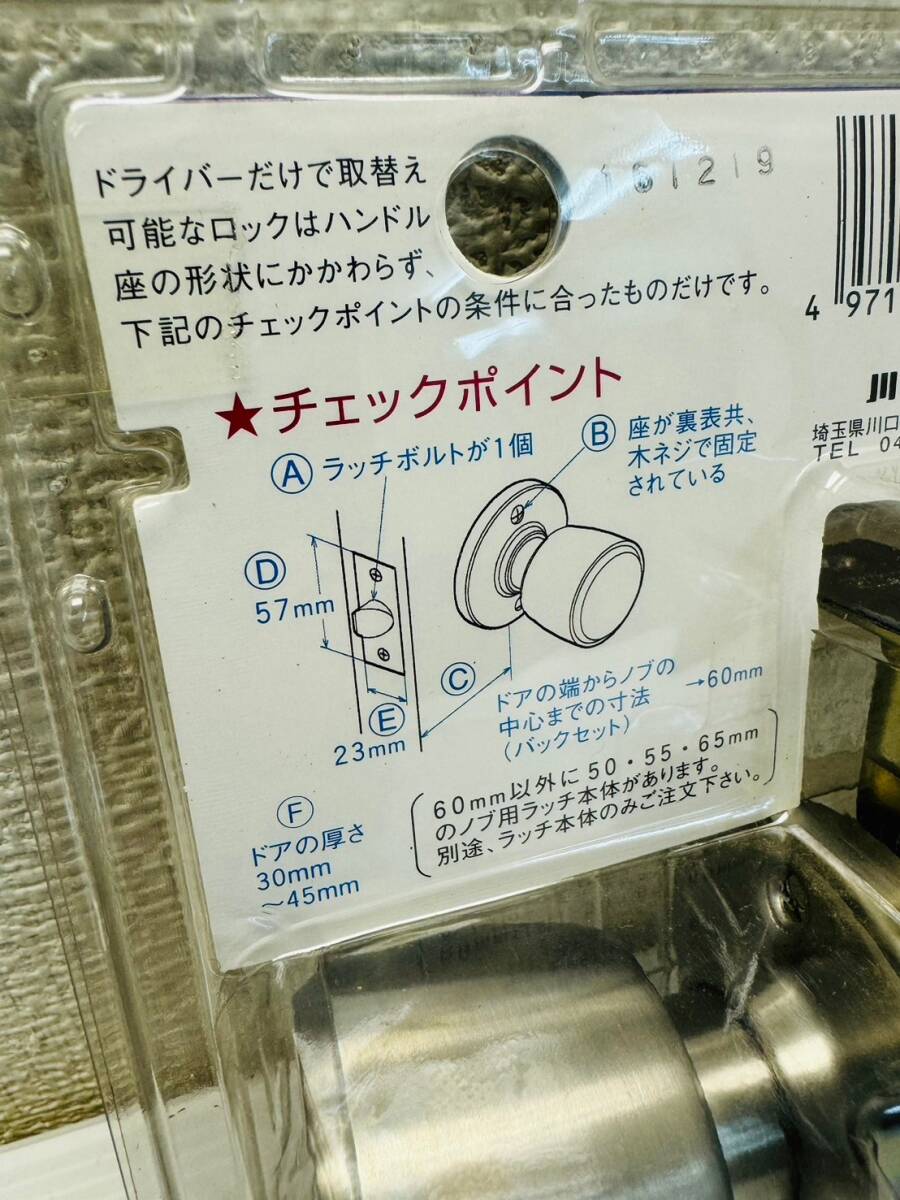 ドライバーだけで取替え
可能なロックはハンドル
座の形状にかかわらず、
下記のチェックポイントの条件に合ったものだけです。
161219
4 971
★チェックポイント
川
埼玉県川口
TEL 04
Ⓐ ラッチボルトが1個
Ⓑ 座が裏表共、
木ネジで固定
されている
Ⓓ
57mm
Ⓒ
ドアの端からノブの
中心までの寸法
(バックセット)
→60mm
Ⓔ
23mm
Ⓕ
ドアの厚さ
30mm
～45mm
(60mm以外に50・55・65mm
のノブ用ラッチ本体があります。
別途、ラッチ本体のみご注文下さい。)